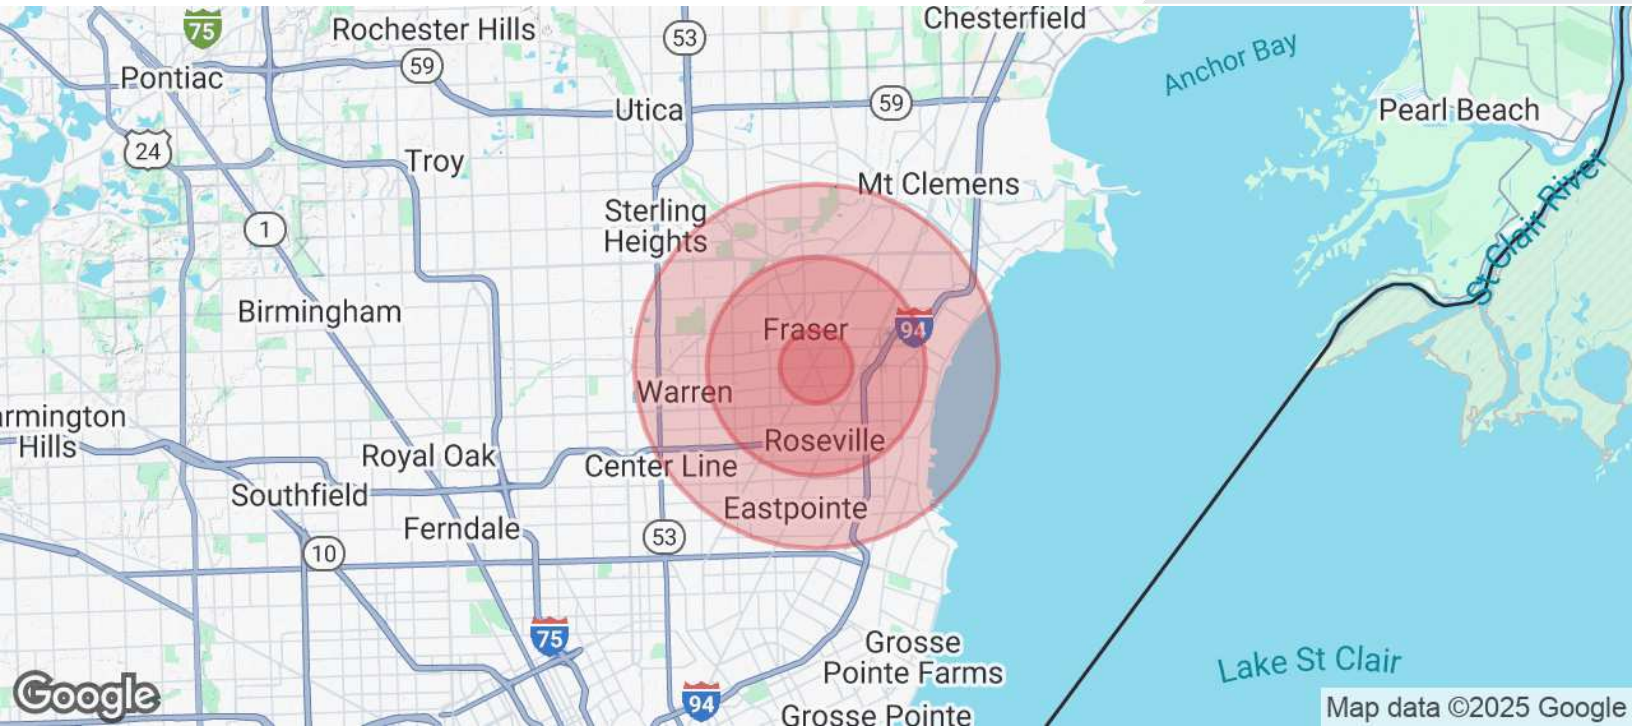 Chesterfield
75
Rochester Hills
53
59
Anchor Bay
Pontiac
59
Utica
Pearl Beach
24
Troy
Mt Clemens
Sterling
Heights
1
St Clair River
Birmingham
Fraser
94
Warren
armington
Hills
Roseville
Royal Oak
Center Line
Southfield
Eastpointe
Ferndale
53
10
75
Grosse
Pointe Farms
Lake St Clair
94
Google
Grosse Pointe
Map data ©2025 Google